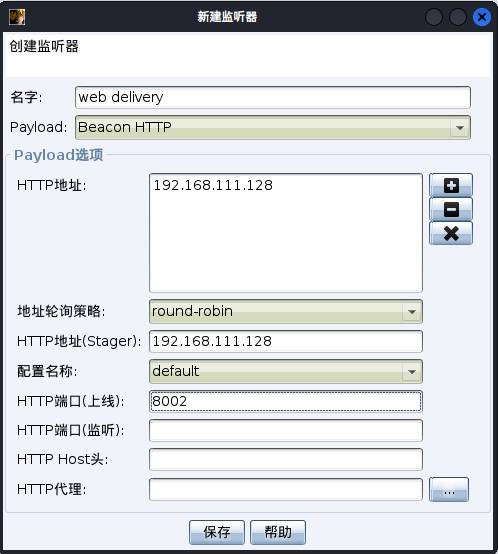 新建监听器
创建监听器
名字: web delivery
Payload: Beacon HTTP
Payload选项
HTTP地址: 192.168.111.128
地址轮询策略: round-robin
HTTP地址(Stager): 192.168.111.128
配置名称: default
HTTP端口(上线): 8002
HTTP端口(监听):
HTTP Host头:
HTTP代理: ...
保存 帮助